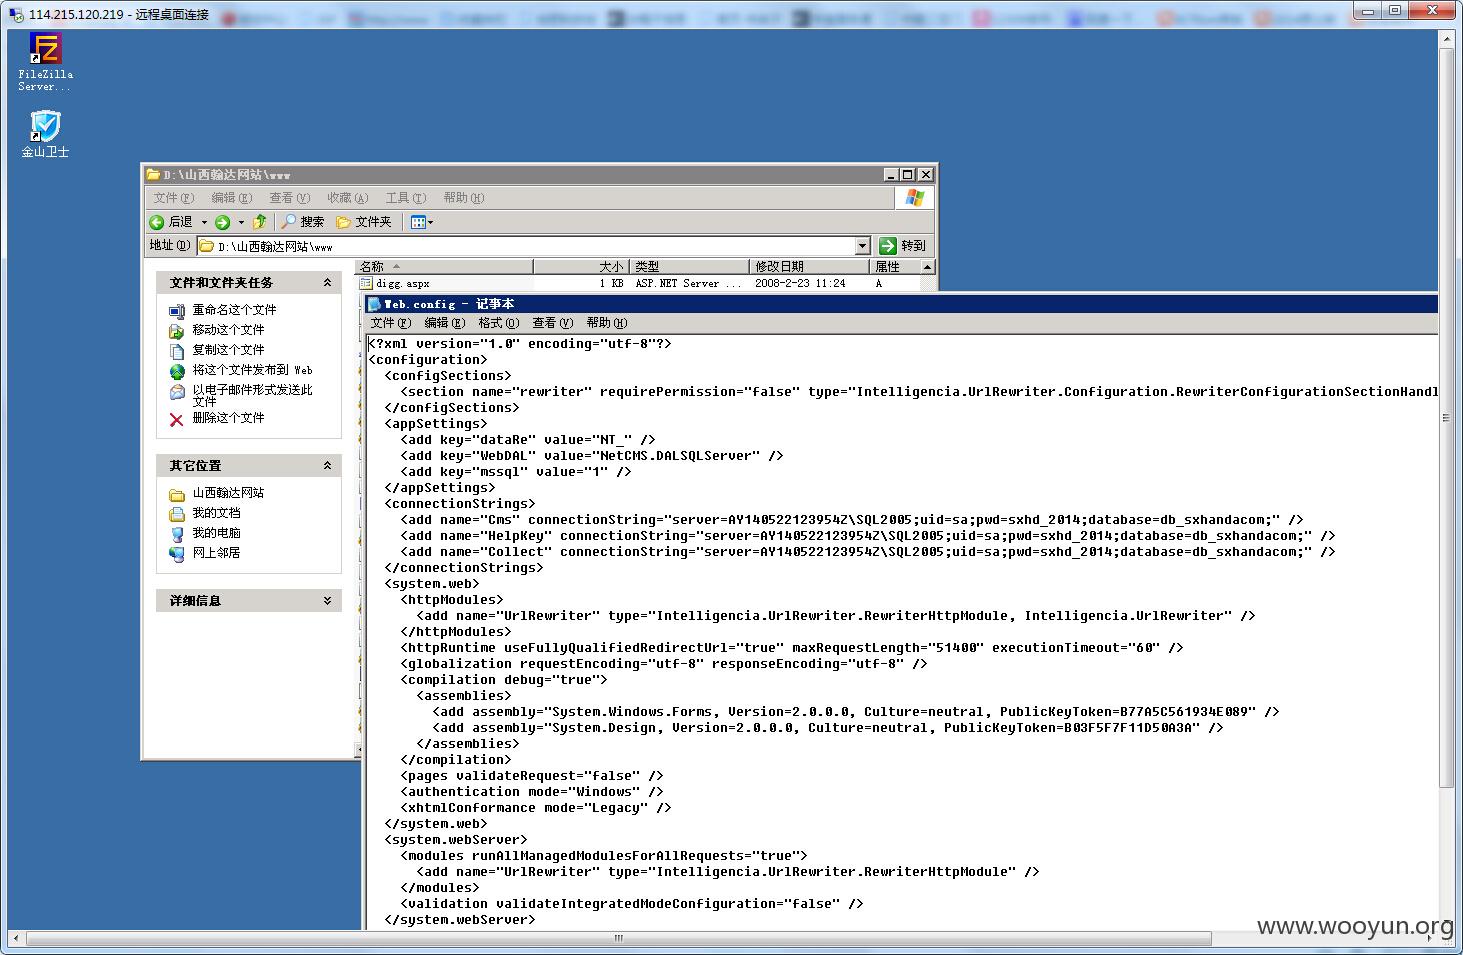 114.215.120.219 - 远程桌面连接
FileZilla
Server...
金山卫士
D:\山西翰达网站\www
文件(F) 编辑(E) 查看(V) 收藏(A) 工具(T) 帮助(H)
后退 搜索 文件夹
地址(D) D:\山西翰达网站\www 转到
名称 大小 类型 修改日期 属性
digg.aspx 1 KB ASP.NET Server ... 2008-2-23 11:24 A
文件和文件夹任务
重命名这个文件
移动这个文件
复制这个文件
将这个文件发布到 Web
以电子邮件形式发送此
文件
删除这个文件
其它位置
山西翰达网站
我的文档
我的电脑
网上邻居
详细信息
Web.config - 记事本
文件(F) 编辑(E) 格式(O) 查看(V) 帮助(H)
<?xml version="1.0" encoding="utf-8"?>
<configuration>
<configSections>
<section name="rewriter" requirePermission="false" type="Intelligencia.UrlRewriter.Configuration.RewriterConfigurationSectionHandl
</configSections>
<appSettings>
<add key="dataRe" value="NT_" />
<add key="WebDAL" value="NetCMS.DALSQLServer" />
<add key="mssql" value="1" />
</appSettings>
<connectionStrings>
<add name="Cms" connectionString="server=AY140522123954Z\SQL2005;uid=sa;pwd=sxhd_2014;database=db_sxhandacom;" />
<add name="HelpKey" connectionString="server=AY140522123954Z\SQL2005;uid=sa;pwd=sxhd_2014;database=db_sxhandacom;" />
<add name="Collect" connectionString="server=AY140522123954Z\SQL2005;uid=sa;pwd=sxhd_2014;database=db_sxhandacom;" />
</connectionStrings>
<system.web>
<httpModules>
<add name="UrlRewriter" type="Intelligencia.UrlRewriter.RewriterHttpModule, Intelligencia.UrlRewriter" />
</httpModules>
<httpRuntime useFullyQualifiedRedirectUrl="true" maxRequestLength="51400" executionTimeout="60" />
<globalization requestEncoding="utf-8" responseEncoding="utf-8" />
<compilation debug="true">
<assemblies>
<add assembly="System.Windows.Forms, Version=2.0.0.0, Culture=neutral, PublicKeyToken=B77A5C561934E089" />
<add assembly="System.Design, Version=2.0.0.0, Culture=neutral, PublicKeyToken=B03F5F7F11D50A3A" />
</assemblies>
</compilation>
<pages validateRequest="false" />
<authentication mode="Windows" />
<xhtmlConformance mode="Legacy" />
</system.web>
<system.webServer>
<modules runAllManagedModulesForAllRequests="true">
<add name="UrlRewriter" type="Intelligencia.UrlRewriter.RewriterHttpModule" />
</modules>
<validation validateIntegratedModeConfiguration="false" />
</system.webServer>
www.wooyun.org